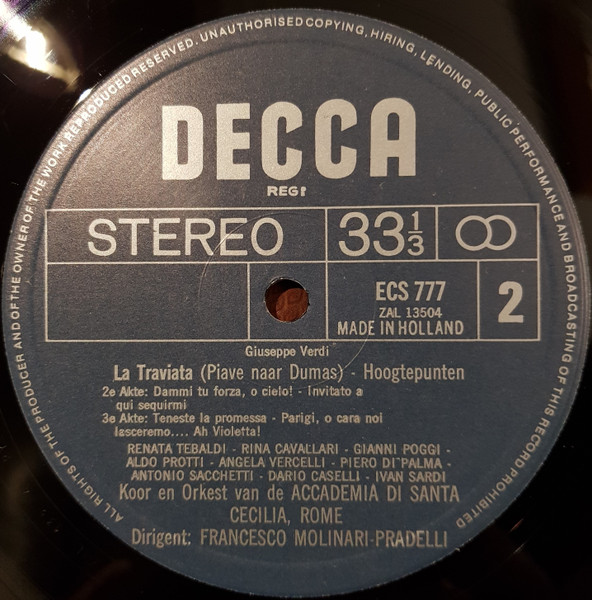 ALL RIGHTS OF THE PRODUCER AND OF THE OWNER OF THE WORK REPRODUCED RESERVED. UNAUTHORISED COPYING, HIRING, LENDING, PUBLIC PERFORMANCE AND BROADCASTING OF THIS RECORD PROHIBITED
DECCA
STEREO 33⅓
ECS 777
ZAL 13504
MADE IN HOLLAND
2
Giuseppe Verdi
La Traviata (Piave naar Dumas) - Hoogtepunten
2e Akte: Dammi tu forza, o cielo! - Invitato a
qui sequirmi
3e Akte: Teneste la promessa - Parigi, o cara noi
lasceremo.... Ah Violetta!
RENATA TEBALDI - RINA CAVALLARI - GIANNI POGGI -
ALDO PROTTI - ANGELA VERCELLI - PIERO DI PALMA -
ANTONIO SACCHETTI - DARIO CASELLI - IVAN SARDI
Koor en Orkest van de ACCADEMIA DI SANTA
CECILIA, ROME
Dirigent: FRANCESCO MOLINARI-PRADELLI